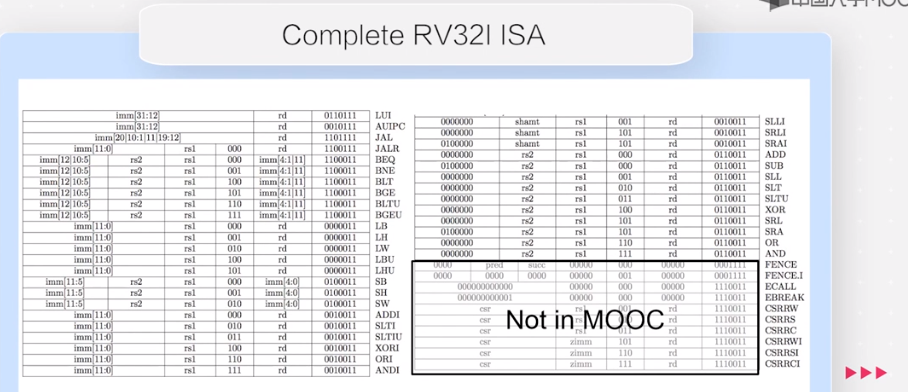 中国大学MOOC
Complete RV32I ISA
imm[31:12] rd 0110111 LUI
imm[31:12] rd 0010111 AUIPC
imm[20|10:1|11|19:12] rd 1101111 JAL
imm[11:0] rs1 000 rd 1100111 JALR
imm[12|10:5] rs2 rs1 000 imm[4:1|11] 1100011 BEQ
imm[12|10:5] rs2 rs1 001 imm[4:1|11] 1100011 BNE
imm[12|10:5] rs2 rs1 100 imm[4:1|11] 1100011 BLT
imm[12|10:5] rs2 rs1 101 imm[4:1|11] 1100011 BGE
imm[12|10:5] rs2 rs1 110 imm[4:1|11] 1100011 BLTU
imm[12|10:5] rs2 rs1 111 imm[4:1|11] 1100011 BGEU
imm[11:0] rs1 000 rd 0000011 LB
imm[11:0] rs1 001 rd 0000011 LH
imm[11:0] rs1 010 rd 0000011 LW
imm[11:0] rs1 100 rd 0000011 LBU
imm[11:0] rs1 101 rd 0000011 LHU
imm[11:5] rs2 rs1 000 imm[4:0] 0100011 SB
imm[11:5] rs2 rs1 001 imm[4:0] 0100011 SH
imm[11:5] rs2 rs1 010 imm[4:0] 0100011 SW
imm[11:0] rs1 000 rd 0010011 ADDI
imm[11:0] rs1 010 rd 0010011 SLTI
imm[11:0] rs1 011 rd 0010011 SLTIU
imm[11:0] rs1 100 rd 0010011 XORI
imm[11:0] rs1 110 rd 0010011 ORI
imm[11:0] rs1 111 rd 0010011 ANDI
0000000 shamt rs1 001 rd 0010011 SLLI
0000000 shamt rs1 101 rd 0010011 SRLI
0100000 shamt rs1 101 rd 0010011 SRAI
0000000 rs2 rs1 000 rd 0110011 ADD
0100000 rs2 rs1 000 rd 0110011 SUB
0000000 rs2 rs1 001 rd 0110011 SLL
0000000 rs2 rs1 010 rd 0110011 SLT
0000000 rs2 rs1 011 rd 0110011 SLTU
0000000 rs2 rs1 100 rd 0110011 XOR
0000000 rs2 rs1 101 rd 0110011 SRL
0100000 rs2 rs1 101 rd 0110011 SRA
0000000 rs2 rs1 110 rd 0110011 OR
0000000 rs2 rs1 111 rd 0110011 AND
0000 pred succ 00000 000 00000 0001111 FENCE
0000 0000 0000 00000 001 00000 0001111 FENCE.I
000000000000 00000 000 00000 1110011 ECALL
000000000001 00000 000 00000 1110011 EBREAK
csr rs1 001 rd 1110011 CSRRW
csr rd 1110011 CSRRS
Not in MOOC
csr rs1 011 rd 1110011 CSRRC
csr zimm 101 rd 1110011 CSRRWI
csr zimm 110 rd 1110011 CSRRSI
csr zimm 111 rd 1110011 CSRRCI